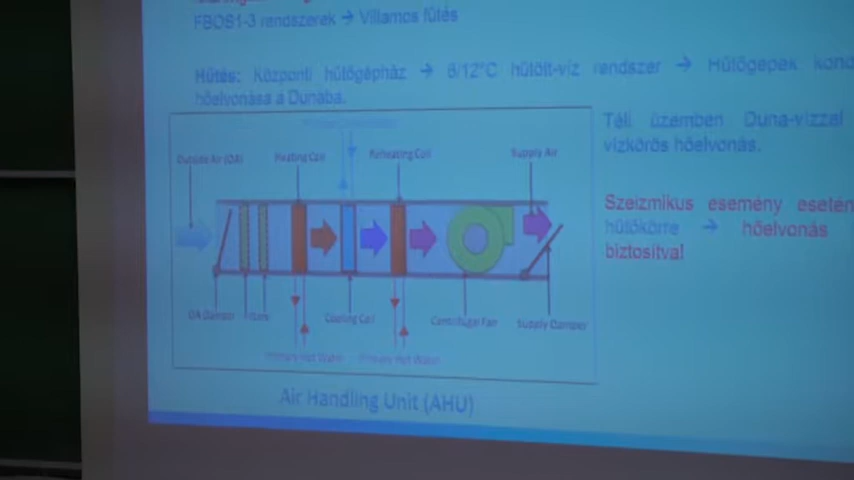 FBOS1-3 rendszerek → Villamos fűtés
Hűtés: Központi hűtőgépház → 6/12°C hűtött-víz rendszer → Hűtőgépek kond
hőelvonása a Dunába.
Téli üzemben Duna-vízzel
vízkörös hőelvonás.
Szeizmikus esemény esetén
hűtőkörre → hőelvonás
biztosítva!
Outside Air (OA)
Heating Coil
ReHeating Coil
Supply Air
OA Damper
Filters
Cooling Coil
Centrifugal Fan
Supply Damper
Primary Hot Water
Primary Hot Water
Air Handling Unit (AHU)